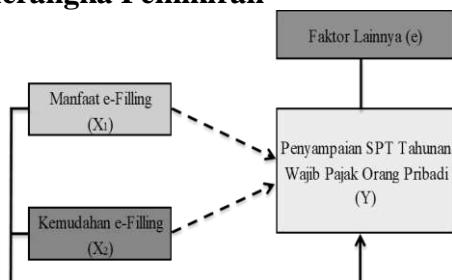 Kerangka Pemikiran
Faktor Lainnya (e)
Manfaat e-Filling
(X1)
Penyampaian SPT Tahunan
Wajib Pajak Orang Pribadi
(Y)
Kemudahan e-Filling
(X2)